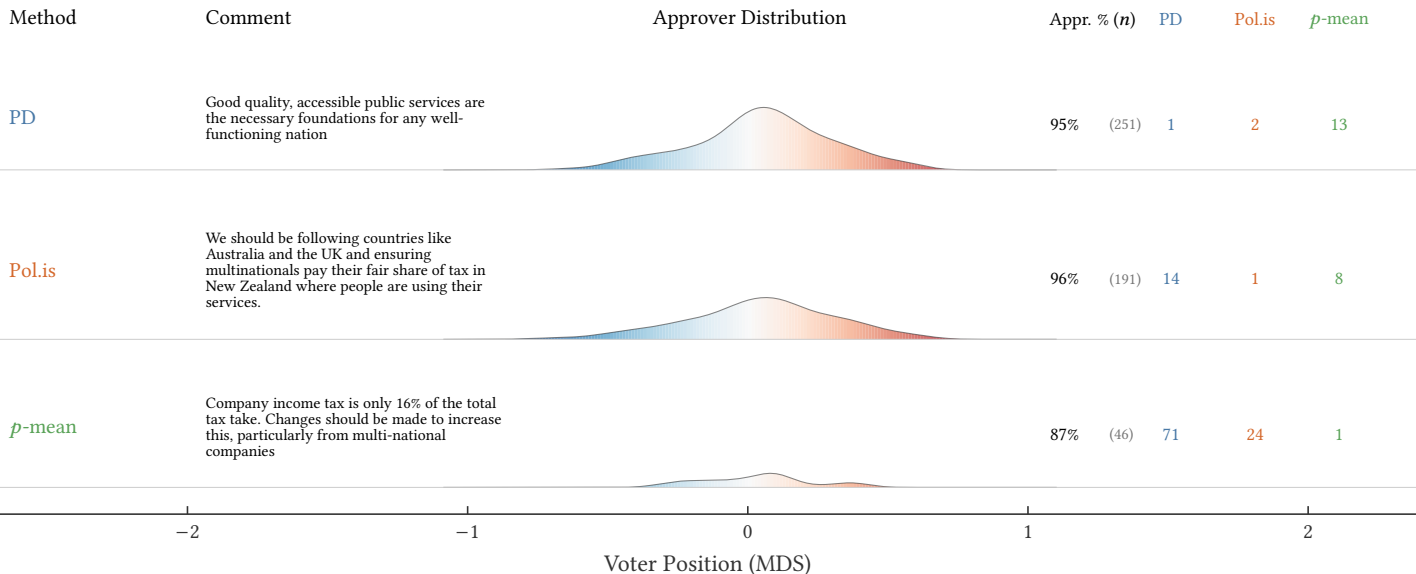 Method Comment Approver Distribution Appr. % (n) PD Pol.is p-mean
PD
Good quality, accessible public services are
the necessary foundations for any well-
functioning nation
95% (251) 1 2 13
Pol.is
We should be following countries like
Australia and the UK and ensuring
multinationals pay their fair share of tax in
New Zealand where people are using their
services.
96% (191) 14 1 8
p-mean
Company income tax is only 16% of the total
tax take. Changes should be made to increase
this, particularly from multi-national
companies
87% (46) 71 24 1
−2 −1 0 1 2
Voter Position (MDS)